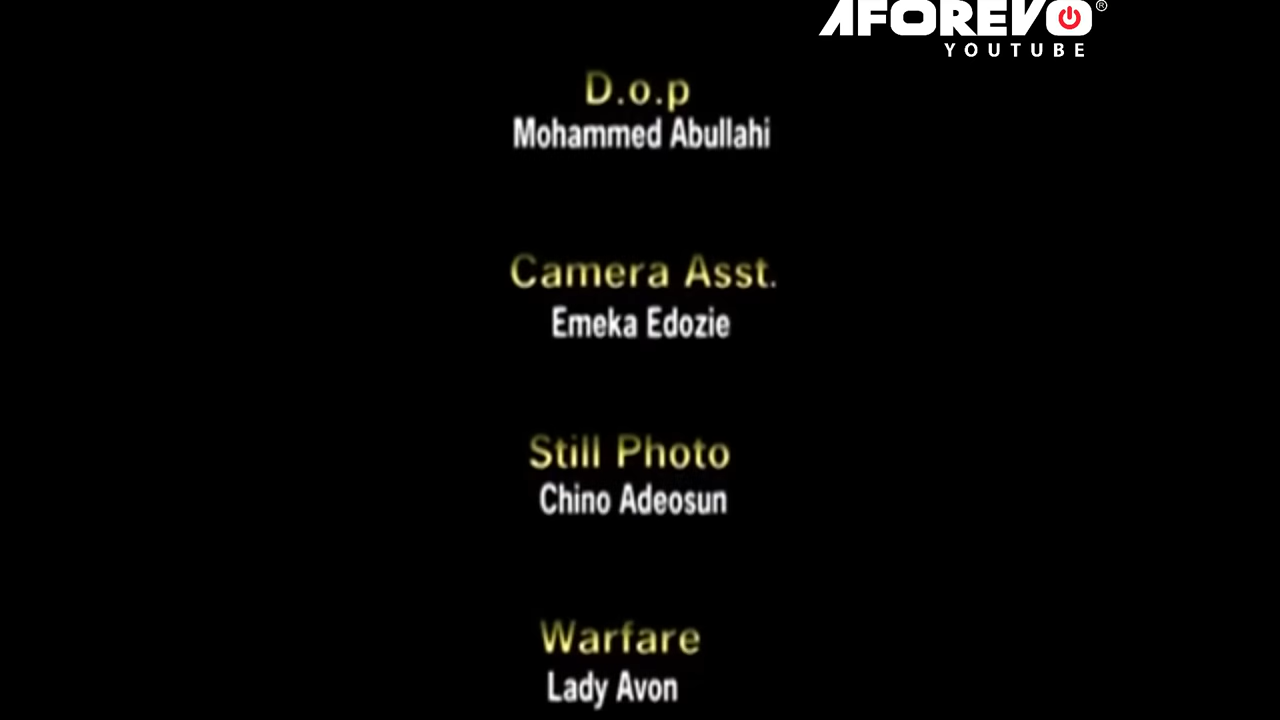 AFOREVO®
YOUTUBE
D.o.p
Mohammed Abullahi
Camera Asst.
Emeka Edozie
Still Photo
Chino Adeosun
Warfare
Lady Avon